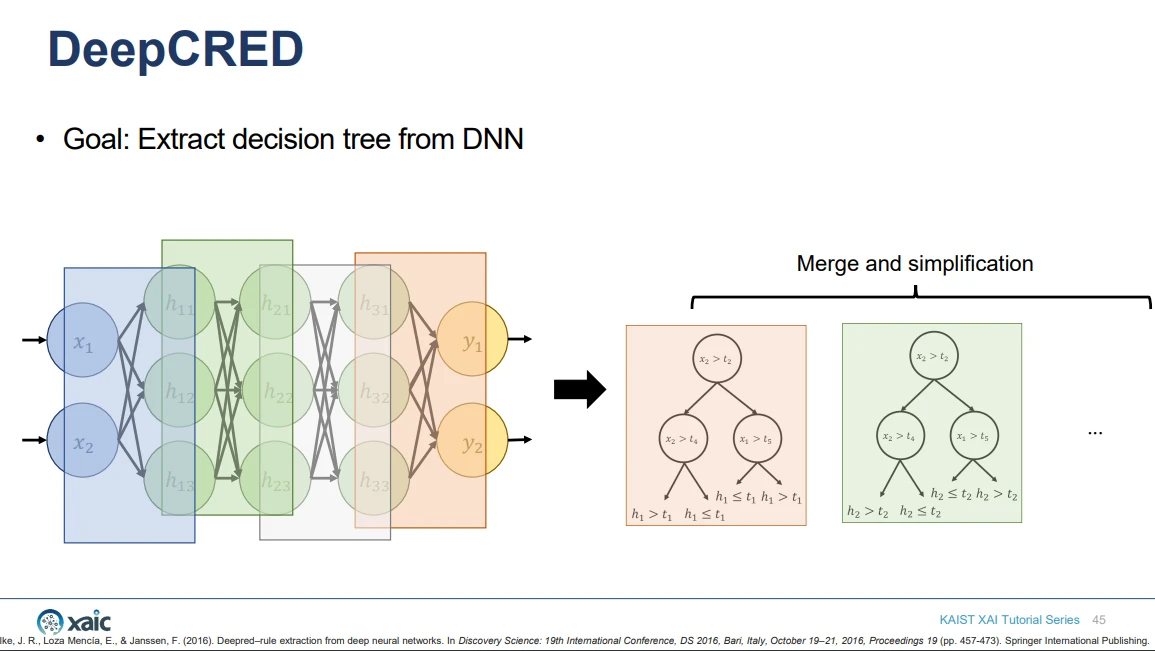 DeepCRED
• Goal: Extract decision tree from DNN
Merge and simplification
x₁
x₂
h₁₁
h₁₂
h₁₃
h₂₁
h₂₂
h₂₃
h₃₁
h₃₂
h₃₃
y₁
y₂
x₂ > t₂
x₂ > t₄
x₁ > t₅
h₁ ≤ t₁ h₁ > t₁
h₁ > t₁ h₁ ≤ t₁
x₂ > t₂
x₂ > t₄
x₁ > t₅
h₂ ≤ t₂ h₂ > t₂
h₂ > t₂ h₂ ≤ t₂
...
xaic
KAIST XAI Tutorial Series 45
lke, J. R., Loza Mencía, E., & Janssen, F. (2016). Deepred–rule extraction from deep neural networks. In Discovery Science: 19th International Conference, DS 2016, Bari, Italy, October 19–21, 2016, Proceedings 19 (pp. 457-473). Springer International Publishing.